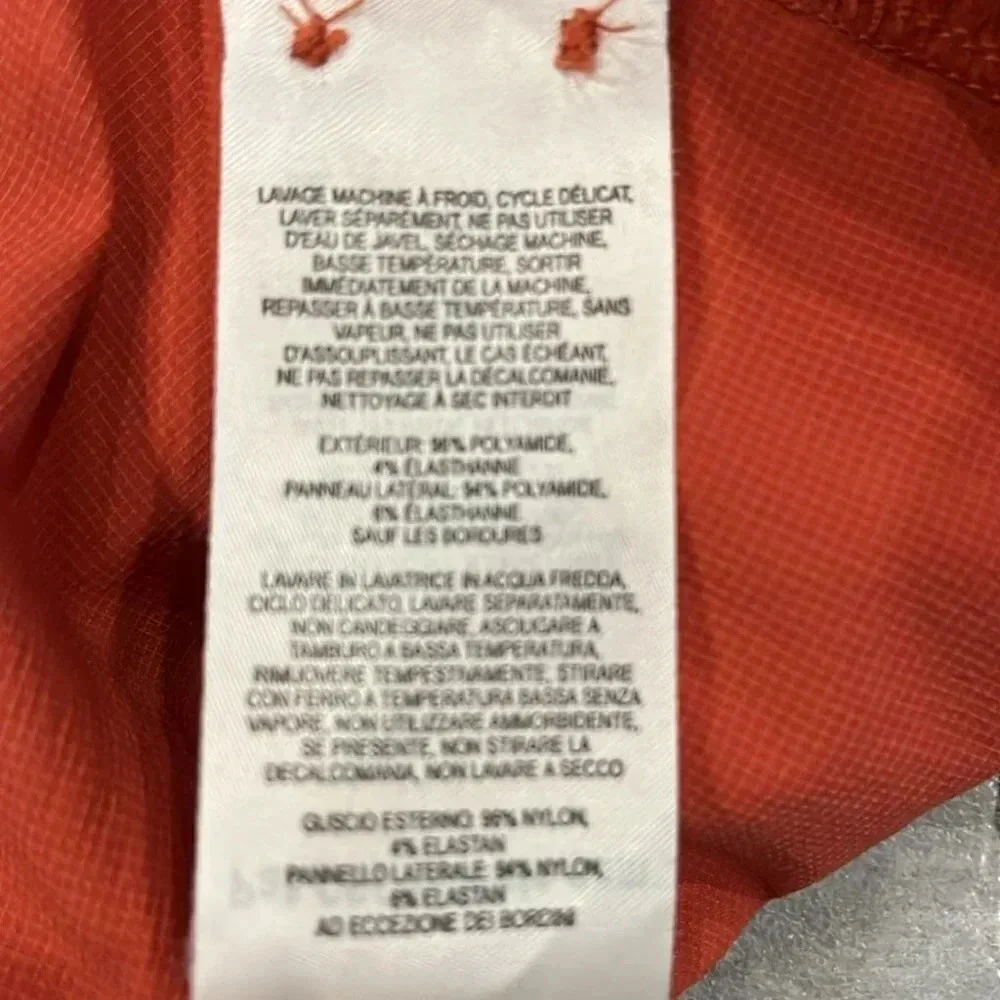 LAVAGE MACHINE À FROID, CYCLE DÉLICAT,
LAVER SÉPARÉMENT, NE PAS UTILISER
D'EAU DE JAVEL, SÉCHAGE MACHINE,
BASSE TEMPÉRATURE, SORTIR
IMMÉDIATEMENT DE LA MACHINE,
REPASSER À BASSE TEMPÉRATURE, SANS
VAPEUR, NE PAS UTILISER
D'ASSOUPLISSANT, LE CAS ÉCHÉANT,
NE PAS REPASSER LA DÉCALCOMANIE,
NETTOYAGE À SEC INTERDIT
EXTÉRIEUR: 96% POLYAMIDE,
4% ÉLASTHANNE
PANNEAU LATÉRAL: 94% POLYAMIDE,
6% ÉLASTHANNE
SAUF LES BORDURES
LAVARE IN LAVATRICE IN ACQUA FREDDA,
CICLO DELICATO, LAVARE SEPARATAMENTE,
NON CANDEGGIARE, ASCIUGARE A
TAMBURO A BASSA TEMPERATURA,
RIMUOVERE TEMPESTIVAMENTE, STIRARE
CON FERRO A TEMPERATURA BASSA SENZA
VAPORE, NON UTILIZZARE AMMORBIDENTE,
SE PRESENTE, NON STIRARE LA
DECALCOMANIA, NON LAVARE A SECCO
GUSCIO ESTERNO: 96% NYLON,
4% ELASTAN
PANNELLO LATERALE: 94% NYLON,
6% ELASTAN
AD ECCEZIONE DEI BORDINI